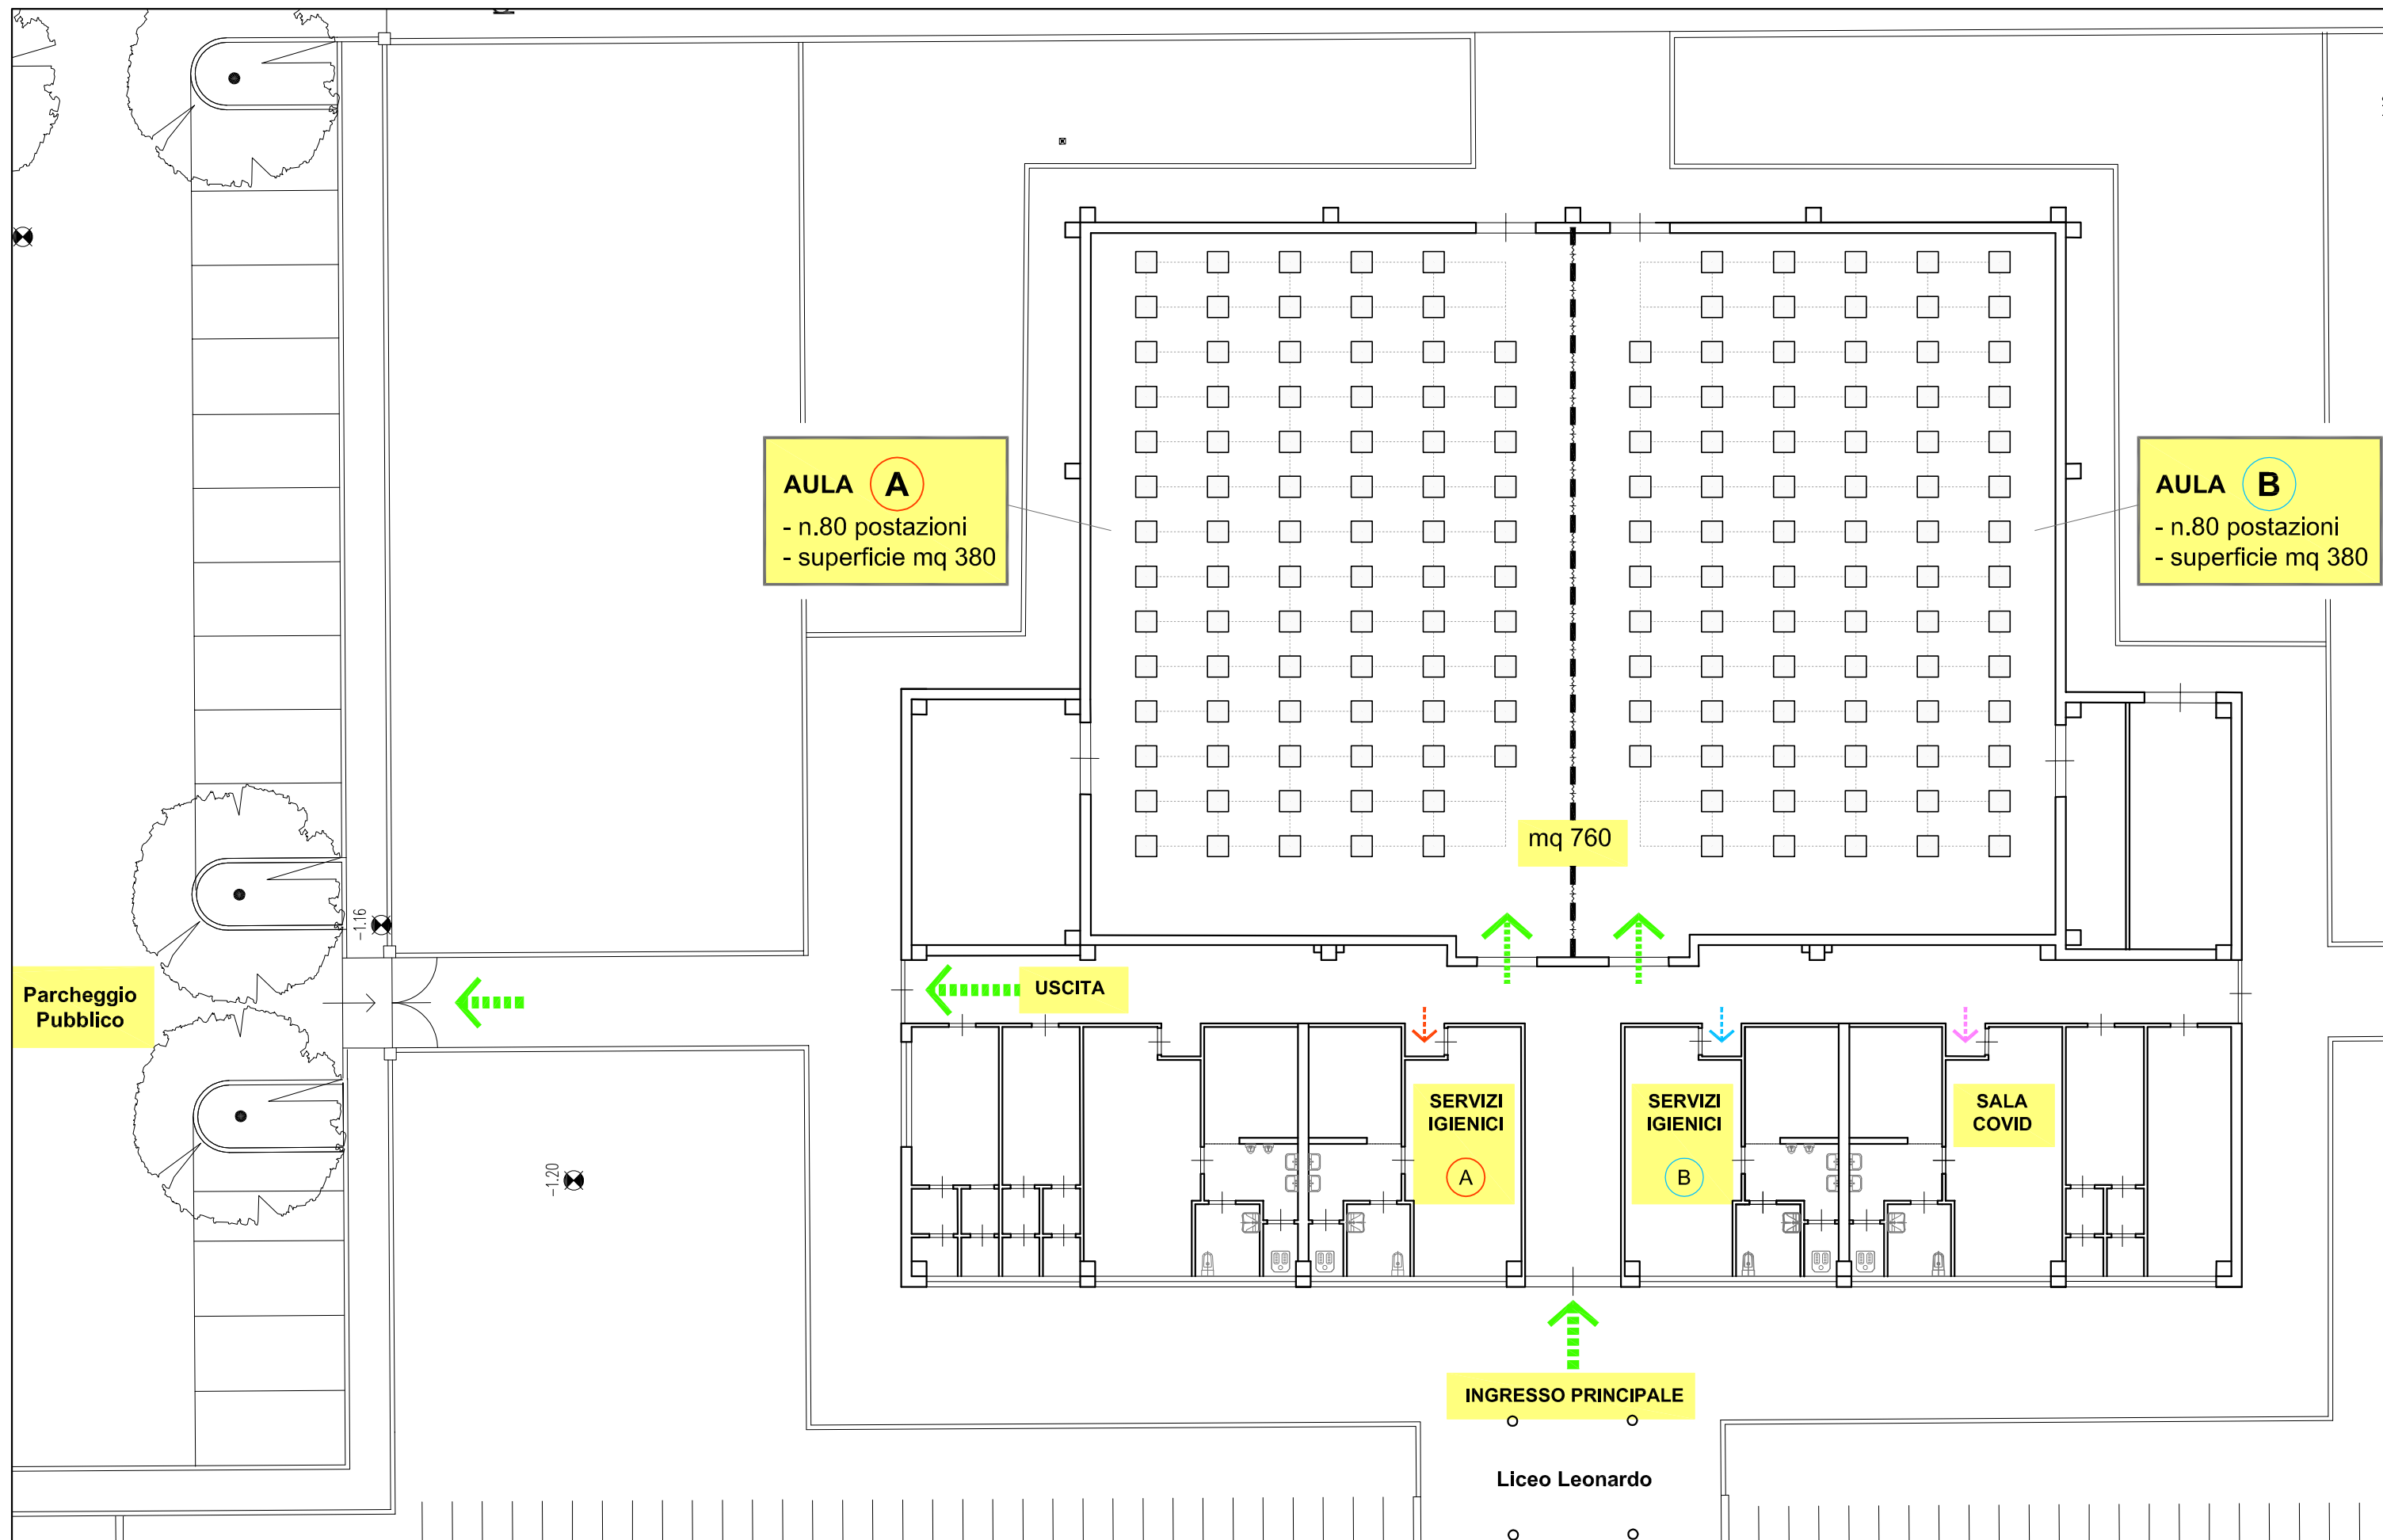 AULA A
- n.80 postazioni
- superficie mq 380
AULA B
- n.80 postazioni
- superficie mq 380
mq 760
-1.16
Parcheggio
Pubblico
USCITA
SERVIZI
IGIENICI
A
SERVIZI
IGIENICI
B
SALA
COVID
-1.20
INGRESSO PRINCIPALE
Liceo Leonardo